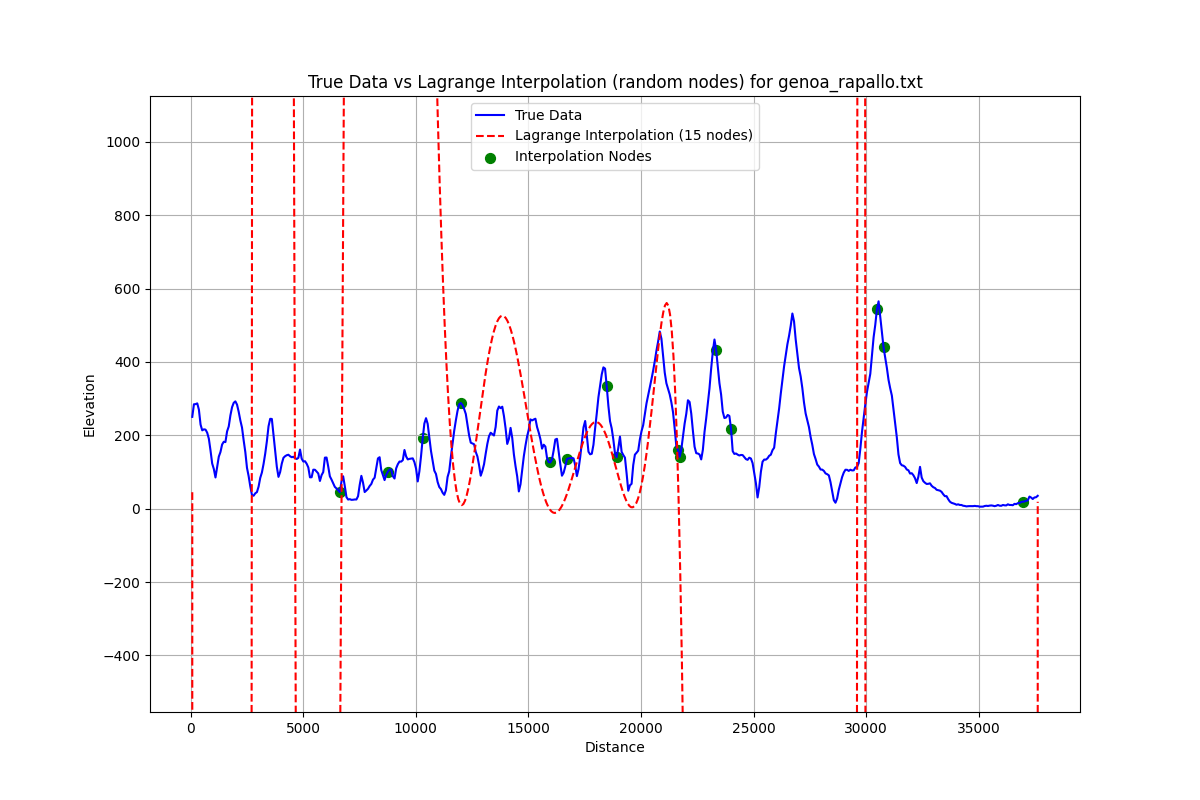 True Data vs Lagrange Interpolation (random nodes) for genoa_rapallo.txt
True Data
Lagrange Interpolation (15 nodes)
Interpolation Nodes
1000
800
600
400
200
0
−200
−400
Elevation
0 5000 10000 15000 20000 25000 30000 35000
Distance